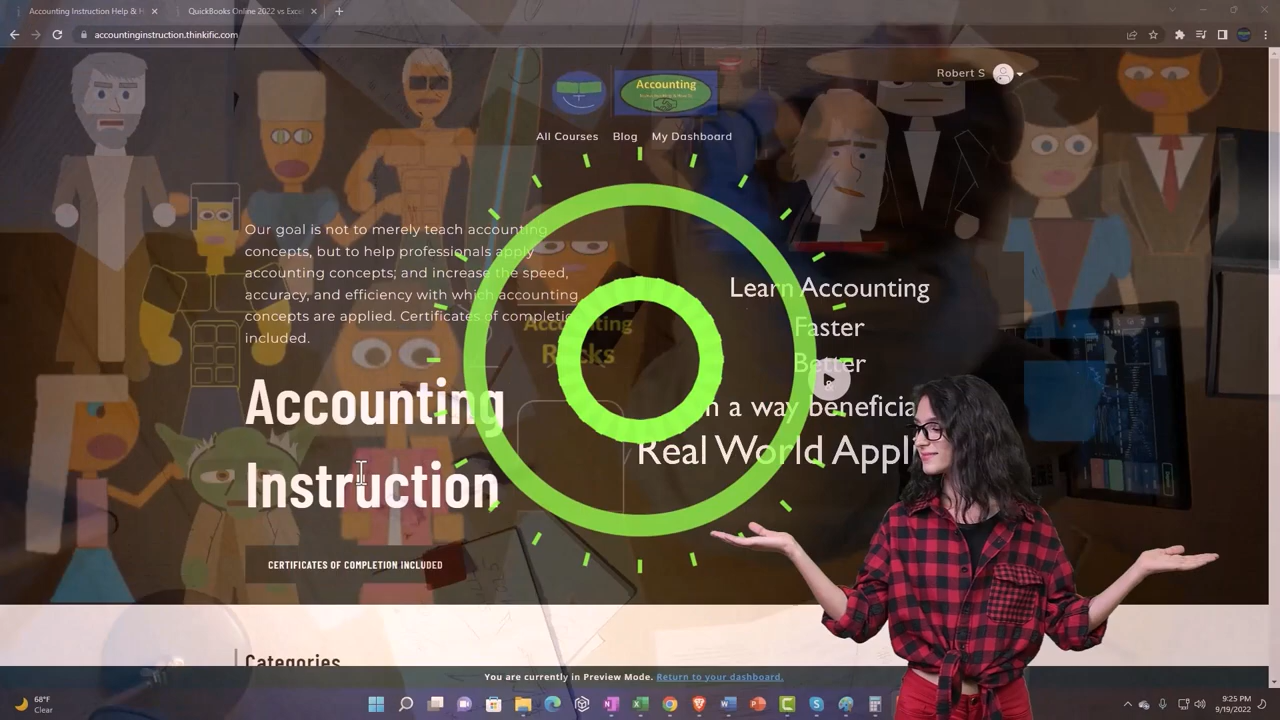 Accounting Instruction Help & H
QuickBooks Online 2022 vs Excel
accountinginstruction.thinkific.com
Accounting
Robert S
All Courses Blog My Dashboard
Our goal is not to merely teach accounting
concepts, but to help professionals apply
accounting concepts; and increase the speed,
accuracy, and efficiency with which accounting
concepts are applied. Certificates of completio
included.
Accounting
Rocks
Learn Accounting
Faster
Better
&
n a way beneficia
Real World Appli
Accounting
Instruction
CERTIFICATES OF COMPLETION INCLUDED
Categories
You are currently in Preview Mode. Return to your dashboard.
68°F
Clear
9:25 PM
9/19/2022